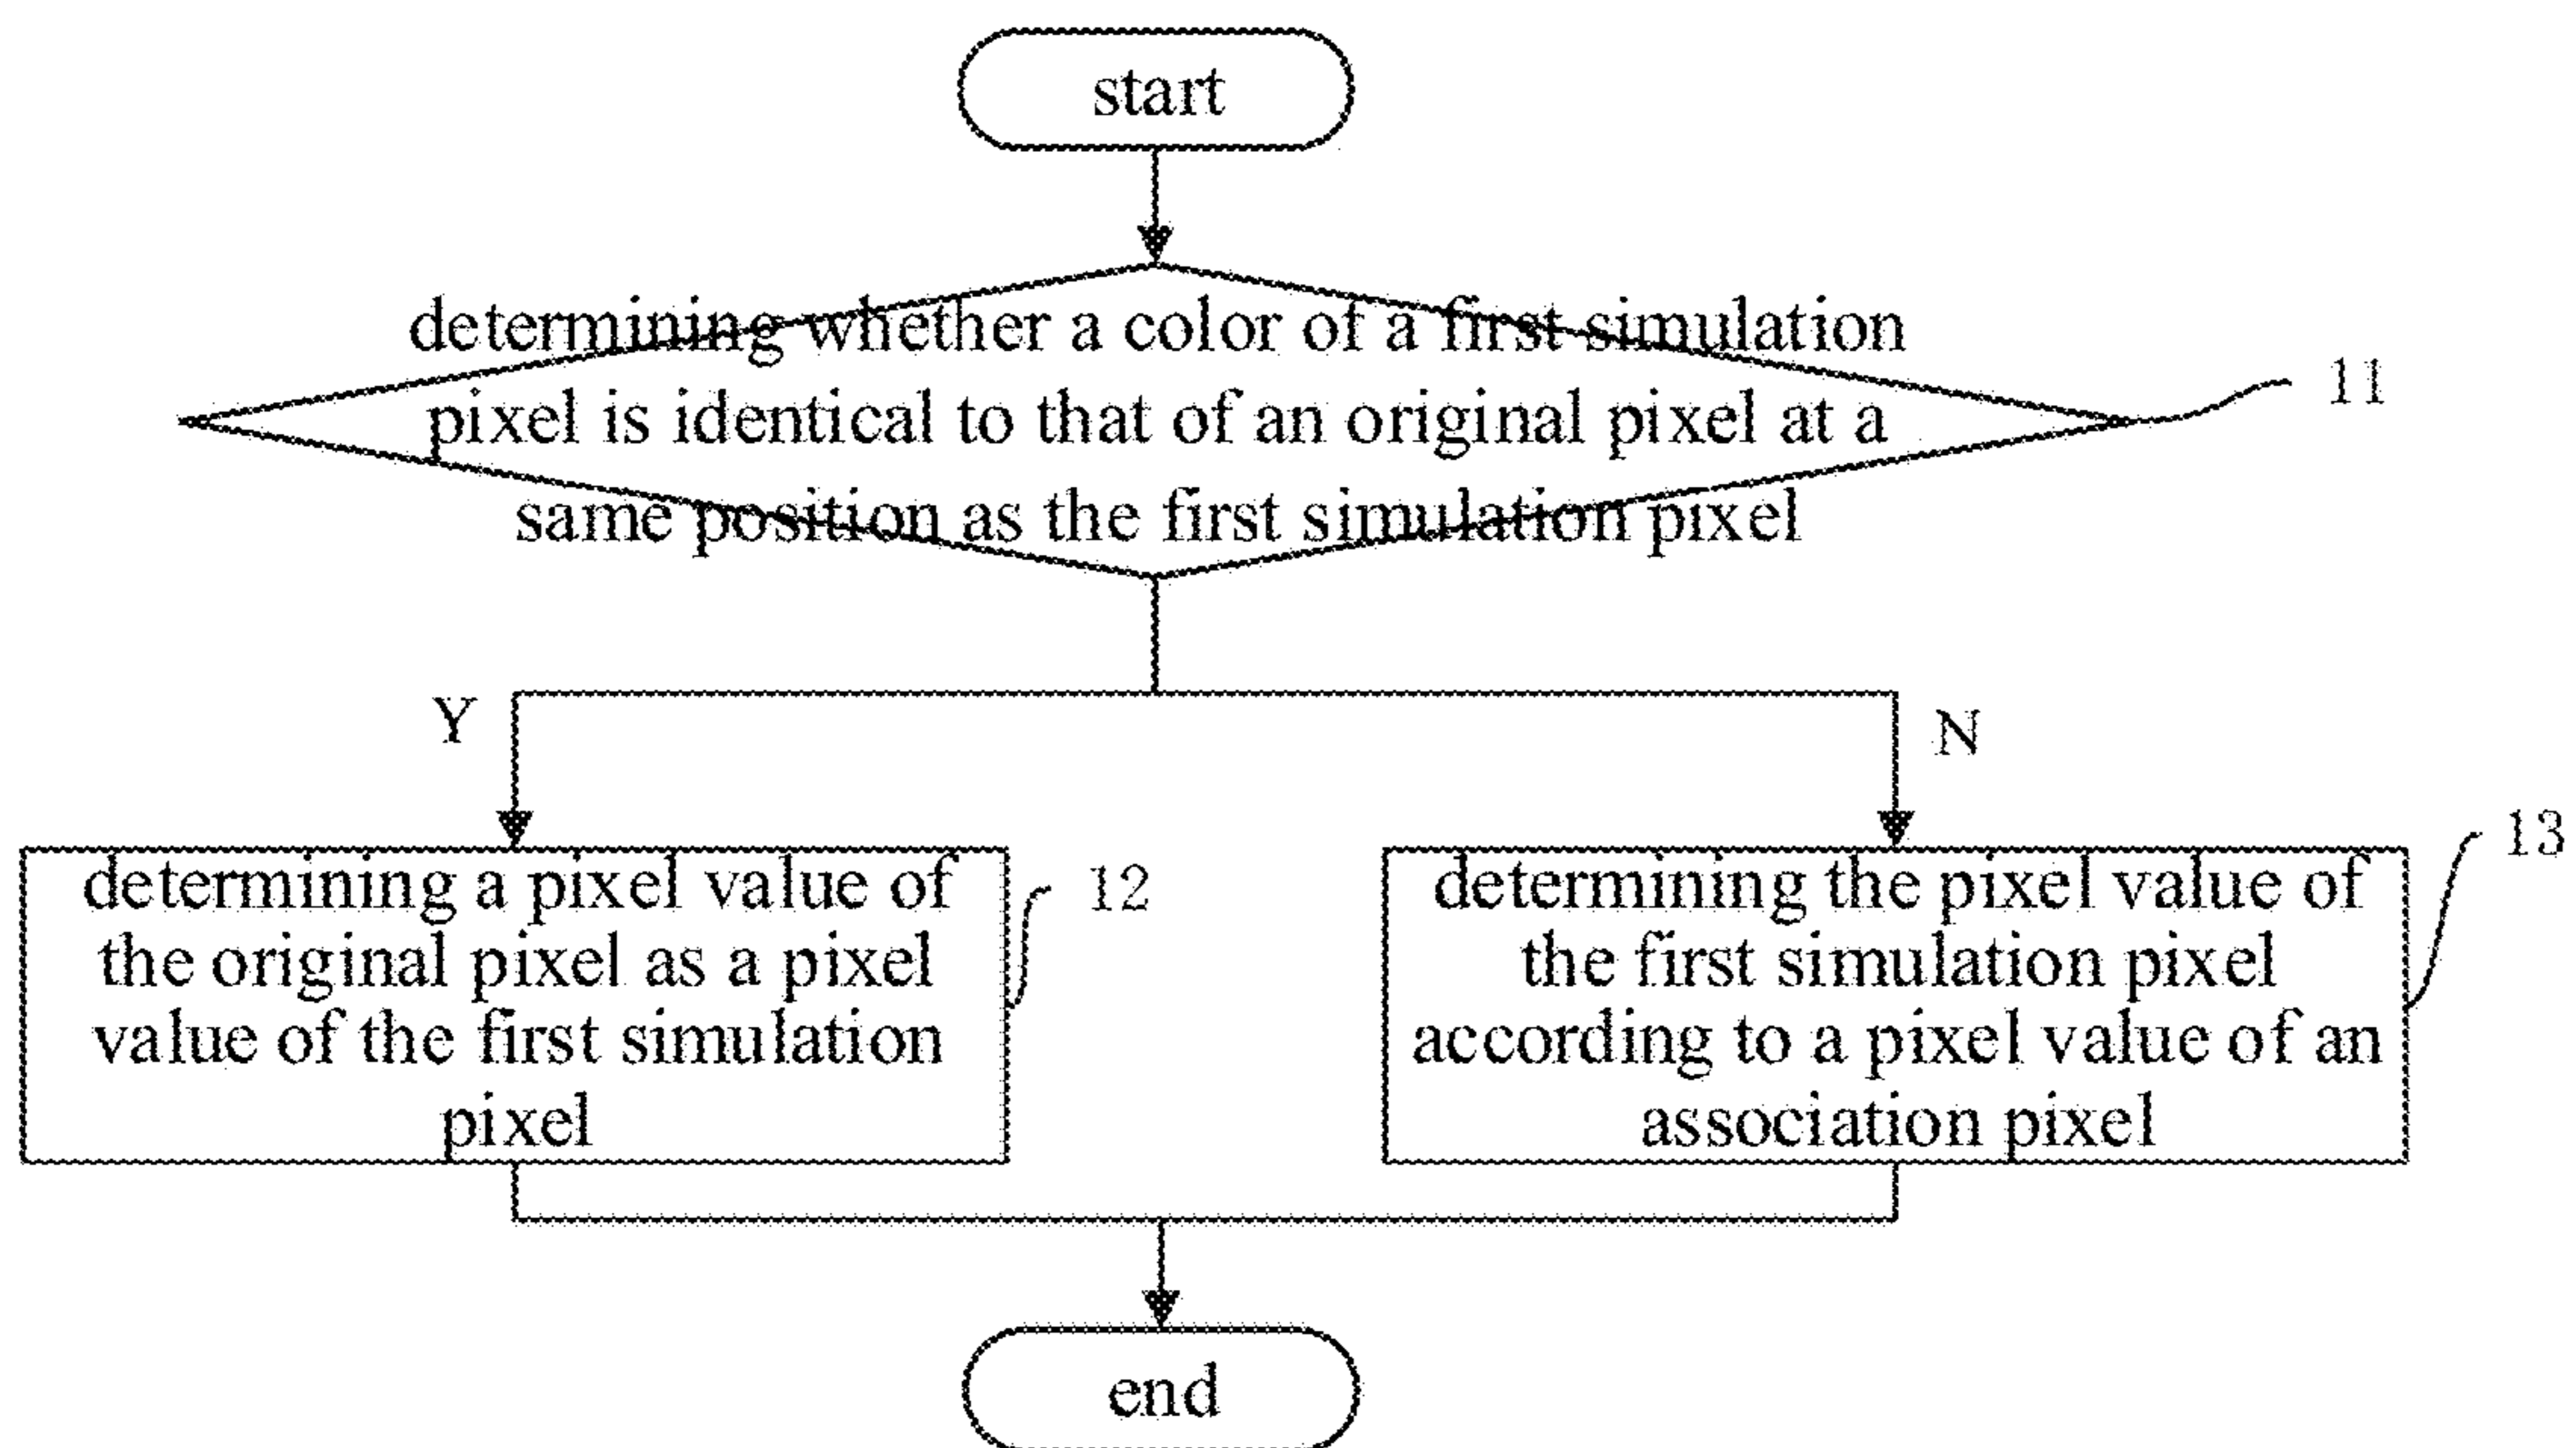 start
determining whether a color of a first simulation
pixel is identical to that of an original pixel at a
same position as the first simulation pixel
11
Y
N
determining a pixel value of
the original pixel as a pixel
value of the first simulation
pixel
12
determining the pixel value of
the first simulation pixel
according to a pixel value of an
association pixel
13
end